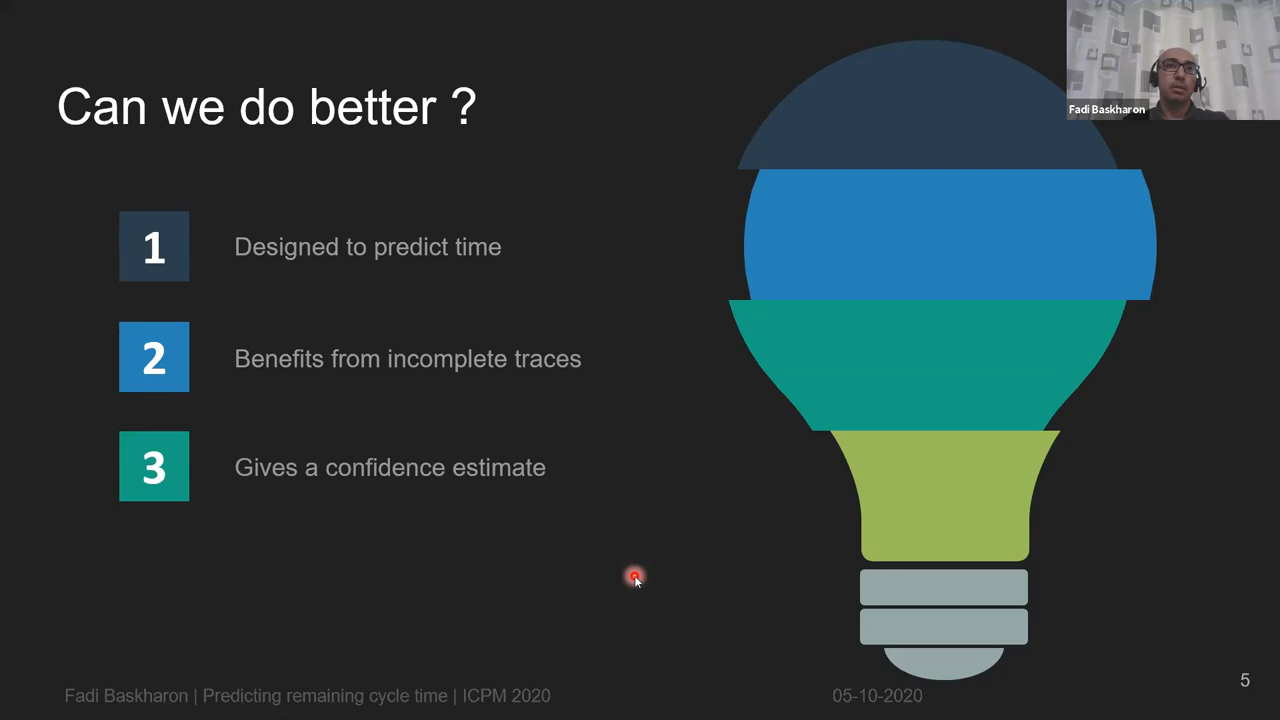 Can we do better ?
Fadi Baskharon
1
Designed to predict time
2
Benefits from incomplete traces
3
Gives a confidence estimate
Fadi Baskharon | Predicting remaining cycle time | ICPM 2020
05-10-2020
5